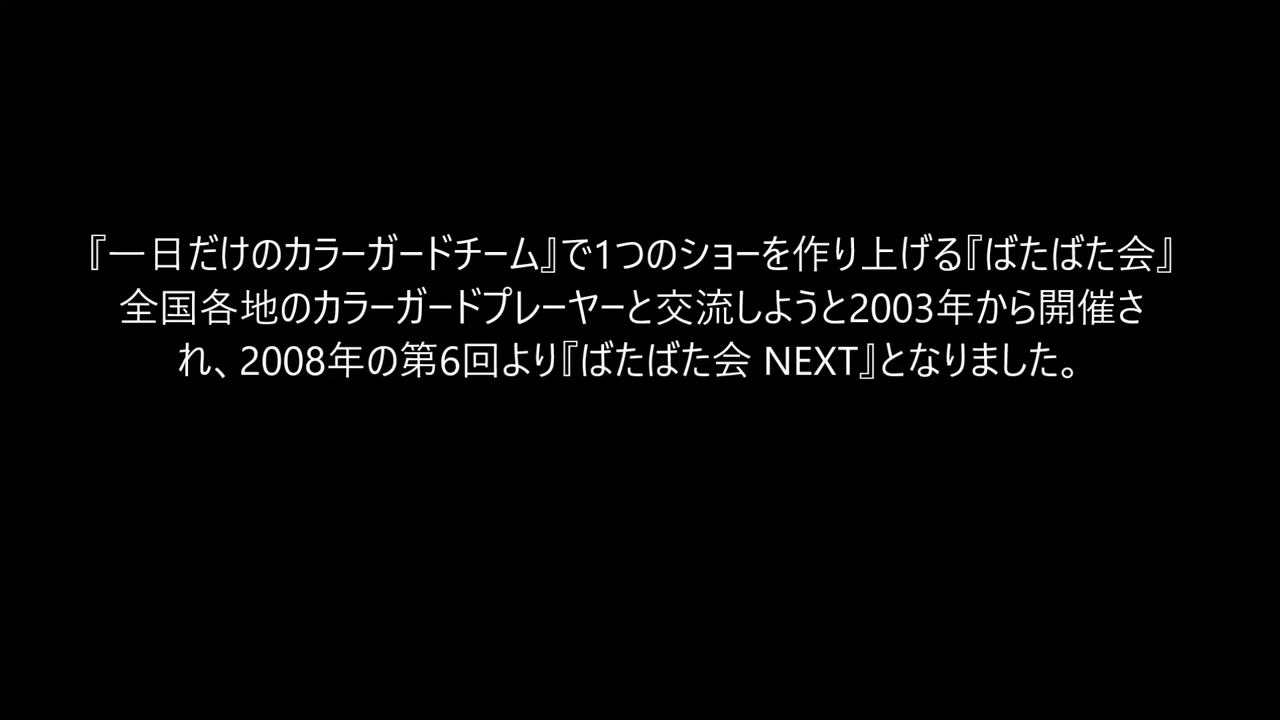 『一日だけのカラーガードチーム』で1つのショーを作り上げる『ばたばた会』
全国各地のカラーガードプレーヤーと交流しようと2003年から開催さ
れ、2008年の第6回より『ばたばた会 NEXT』となりました。